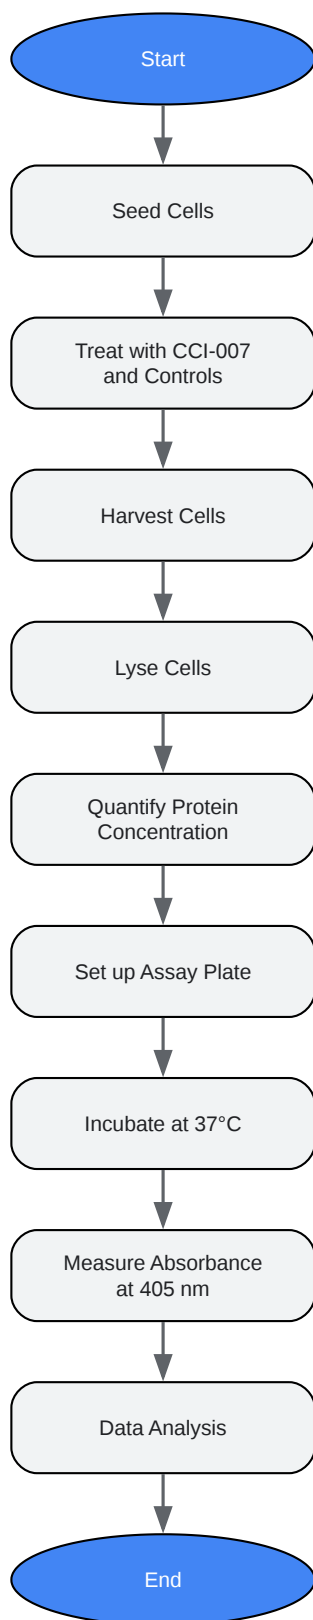 Start
Seed Cells
Treat with CCI-007
and Controls
Harvest Cells
Lyse Cells
Quantify Protein
Concentration
Set up Assay Plate
Incubate at 37°C
Measure Absorbance
at 405 nm
Data Analysis
End